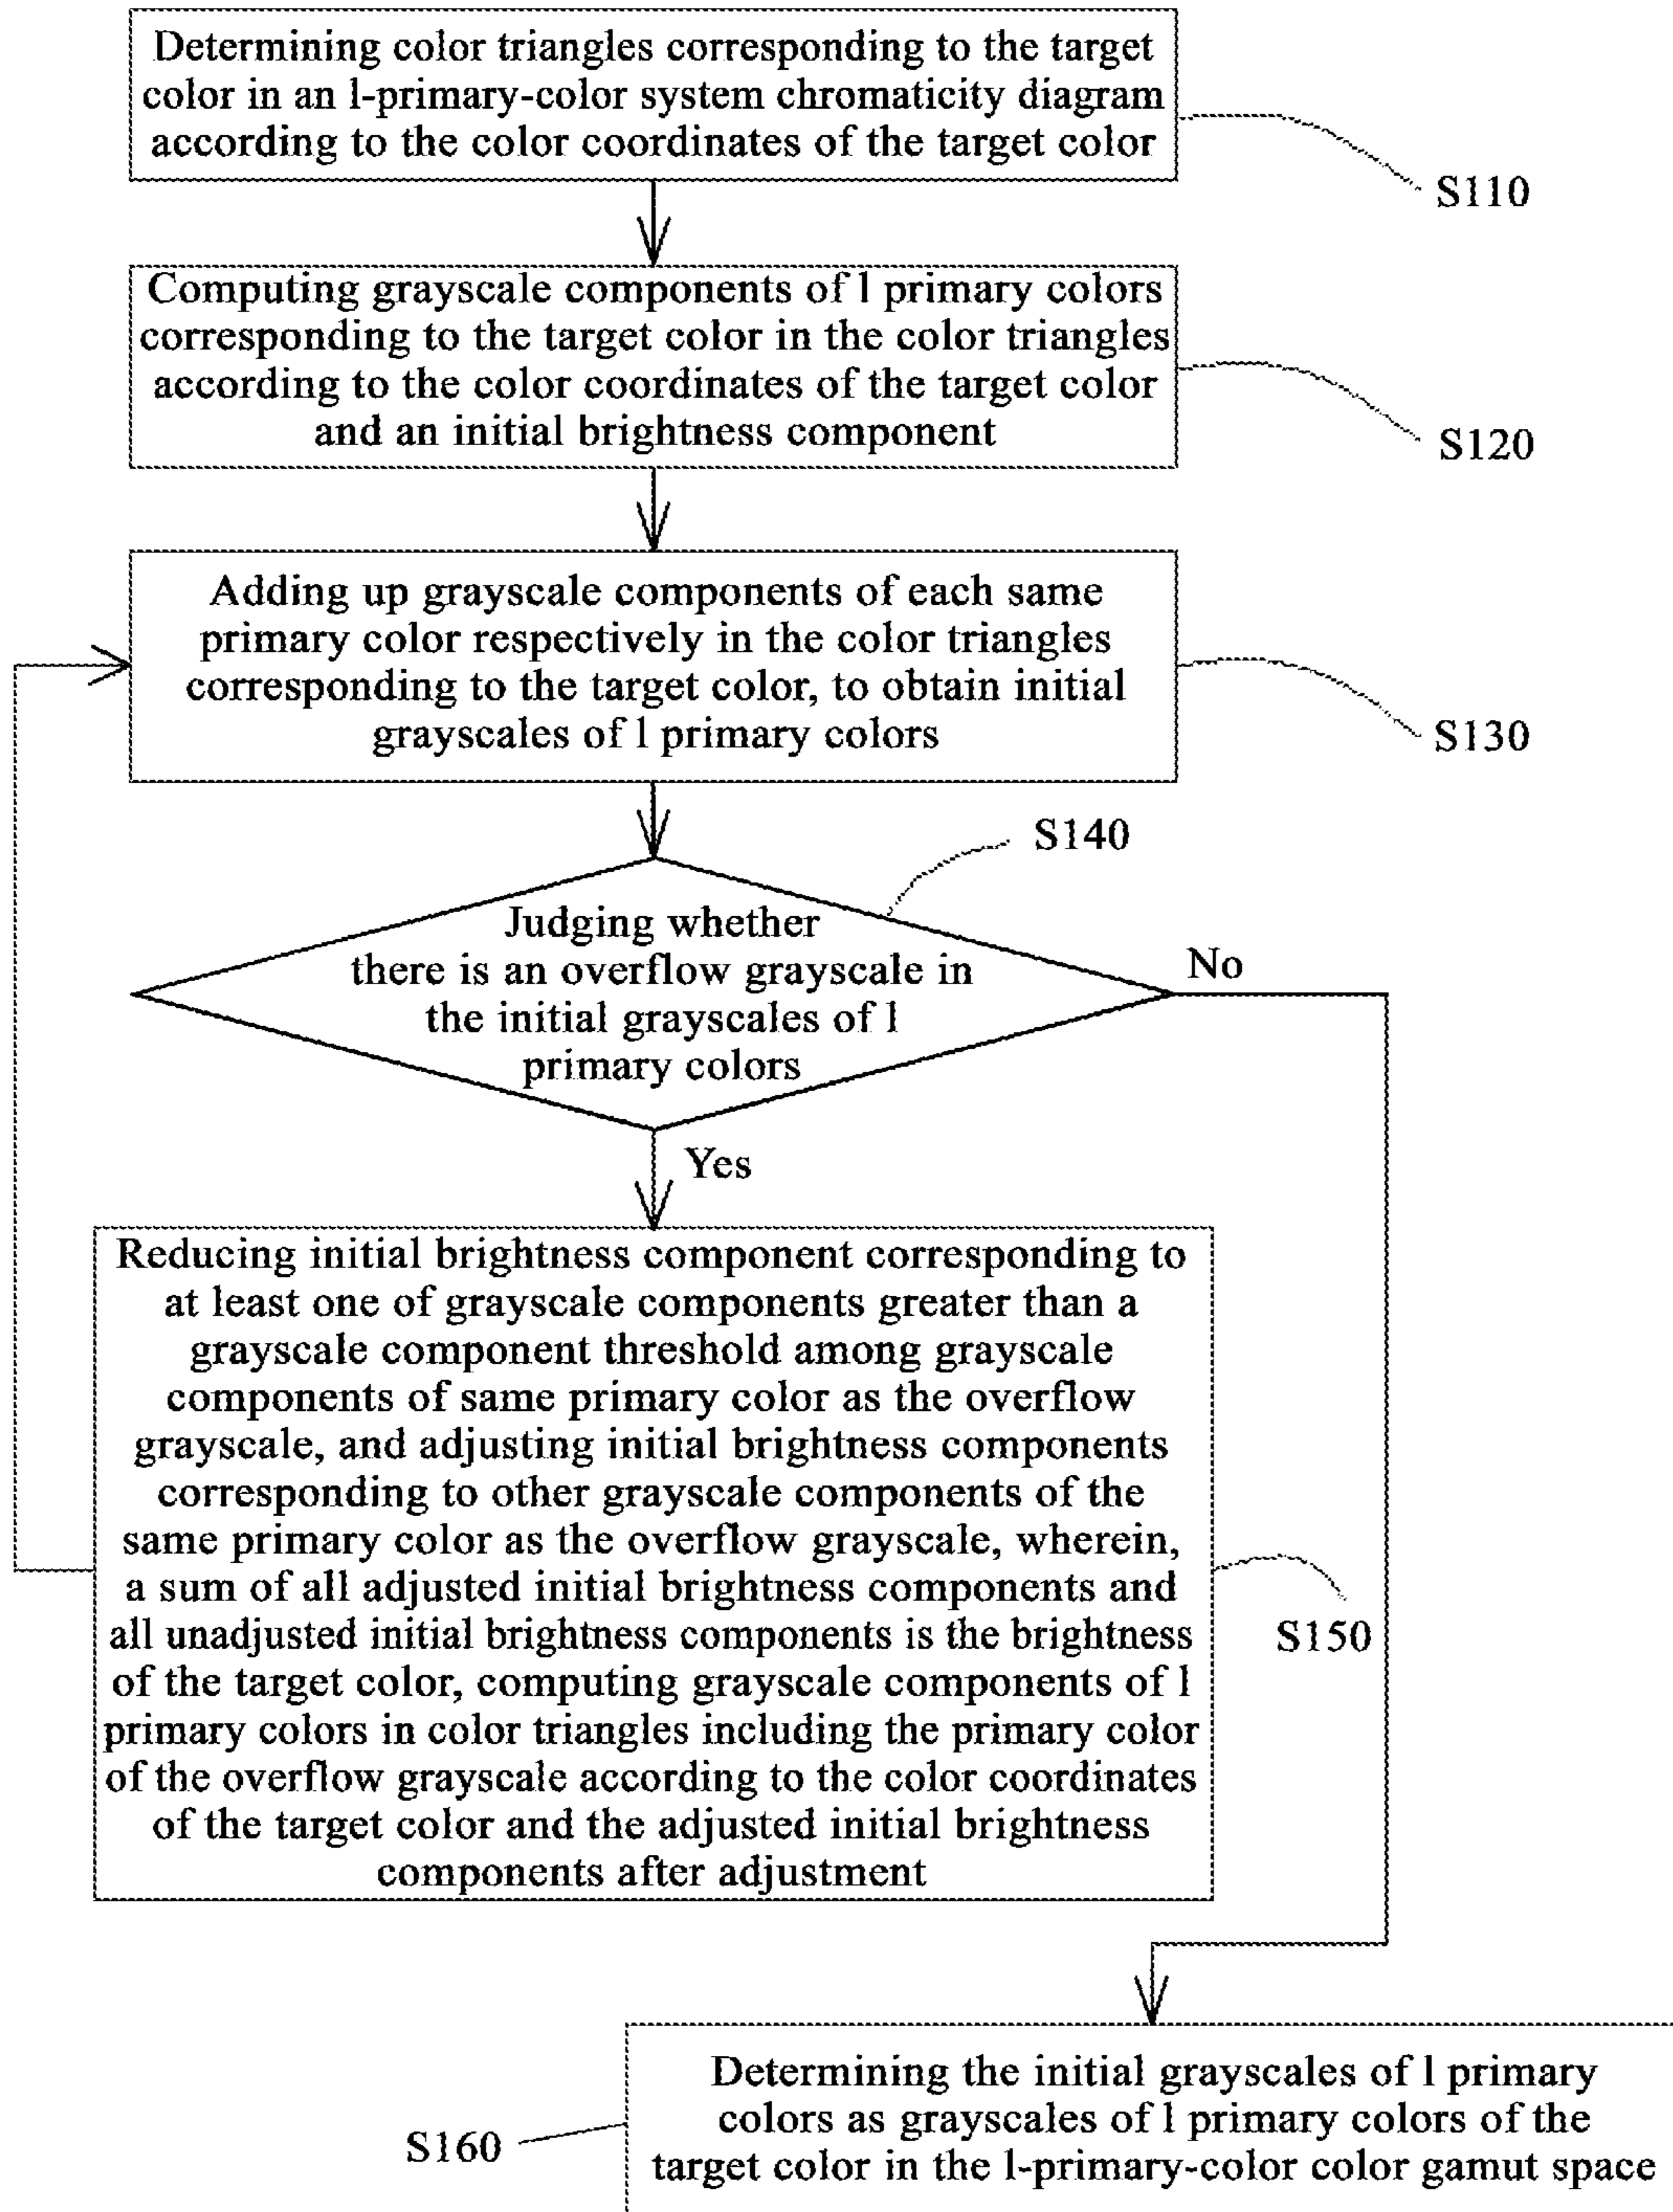 Determining color triangles corresponding to the target
color in an l-primary-color system chromaticity diagram
according to the color coordinates of the target color
S110
Computing grayscale components of l primary colors
corresponding to the target color in the color triangles
according to the color coordinates of the target color
and an initial brightness component
S120
Adding up grayscale components of each same
primary color respectively in the color triangles
corresponding to the target color, to obtain initial
grayscales of l primary colors
S130
S140
Judging whether
there is an overflow grayscale in
the initial grayscales of l
primary colors
No
Yes
Reducing initial brightness component corresponding to
at least one of grayscale components greater than a
grayscale component threshold among grayscale
components of same primary color as the overflow
grayscale, and adjusting initial brightness components
corresponding to other grayscale components of the
same primary color as the overflow grayscale, wherein,
a sum of all adjusted initial brightness components and
all unadjusted initial brightness components is the brightness
of the target color, computing grayscale components of l
primary colors in color triangles including the primary color
of the overflow grayscale according to the color coordinates
of the target color and the adjusted initial brightness
components after adjustment
S150
Determining the initial grayscales of l primary
colors as grayscales of l primary colors of the
target color in the l-primary-color color gamut space
S160